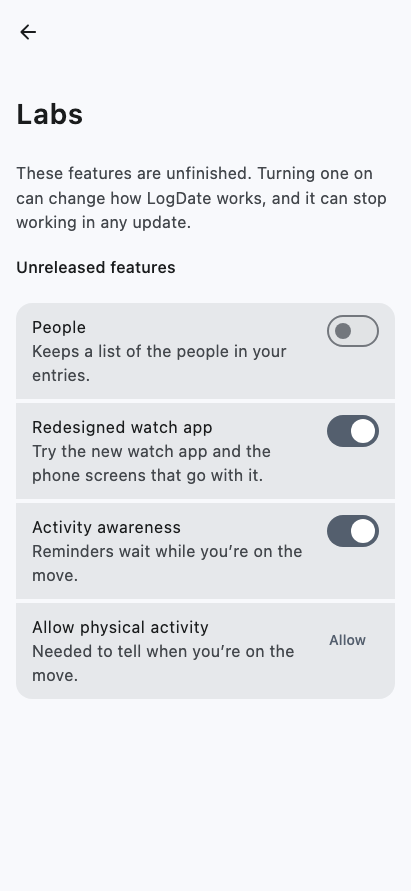 Labs
These features are unfinished. Turning one on
can change how LogDate works, and it can stop
working in any update.
Unreleased features
People
Keeps a list of the people in your
entries.
Redesigned watch app
Try the new watch app and the
phone screens that go with it.
Activity awareness
Reminders wait while you’re on the
move.
Allow physical activity
Needed to tell when you’re on the
move.
Allow